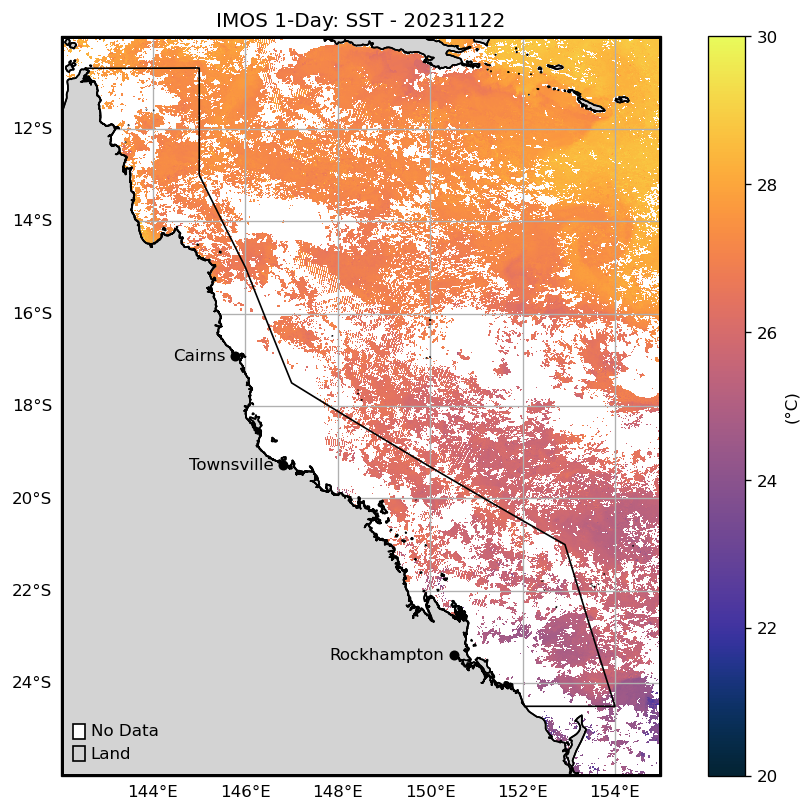 IMOS 1-Day: SST - 20231122
30
12°S
28
14°S
16°S
26
Cairns
(°C)
18°S
Townsville
24
20°S
22°S
22
Rockhampton
24°S
No Data
Land
20
144°E 146°E 148°E 150°E 152°E 154°E